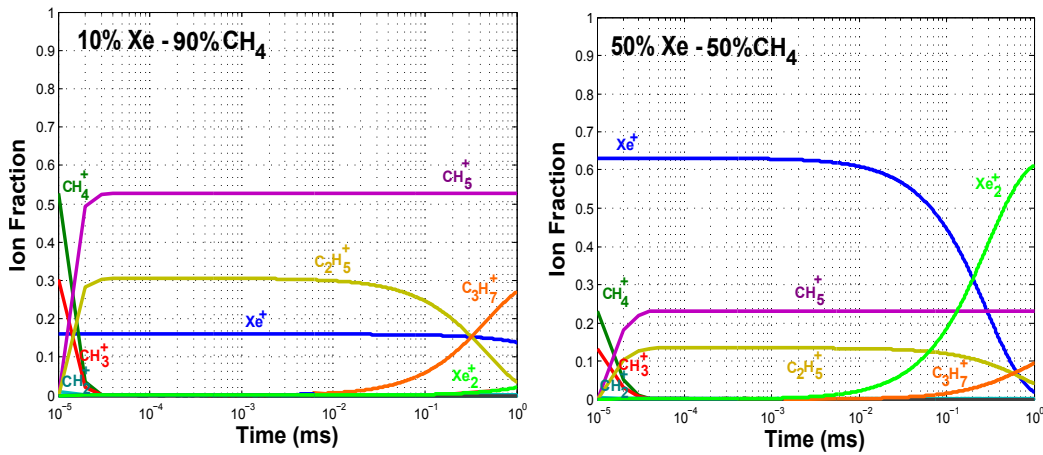 10% Xe - 90% CH₄
1
0.9
0.8
0.7
0.6
0.5
0.4
0.3
0.2
0.1
0
Ion Fraction
CH₄⁺
CH₅⁺
C₂H₅⁺
C₃H₇⁺
Xe⁺
CH₃⁺
CH₂⁺
Xe₂⁺
10⁻⁵
10⁻⁴
10⁻³
10⁻²
10⁻¹
10⁰
Time (ms)
50% Xe - 50%CH₄
1
0.9
0.8
0.7
0.6
0.5
0.4
0.3
0.2
0.1
0
Ion Fraction
Xe⁺
Xe₂⁺
CH₄⁺
CH₅⁺
CH₃⁺
CH₂⁺
C₂H₅⁺
C₃H₇⁺
10⁻⁵
10⁻⁴
10⁻³
10⁻²
10⁻¹
10⁰
Time (ms)